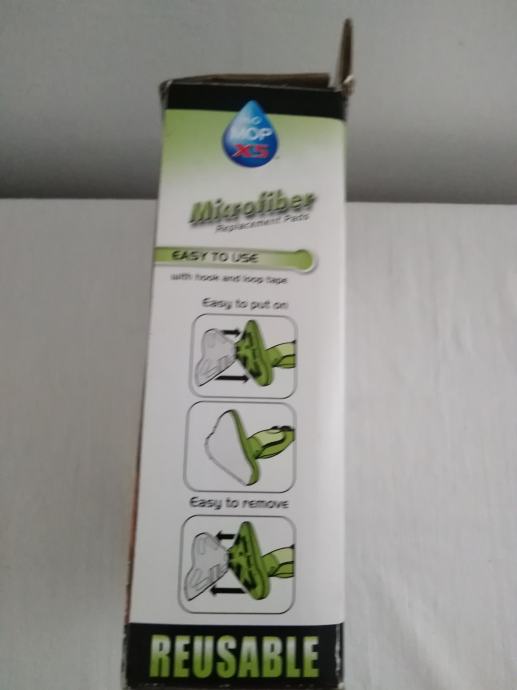 MOP
X5
Microfiber
Replacement Pads
EASY TO USE
with hook and loop tape
Easy to put on
Easy to remove
REUSABLE